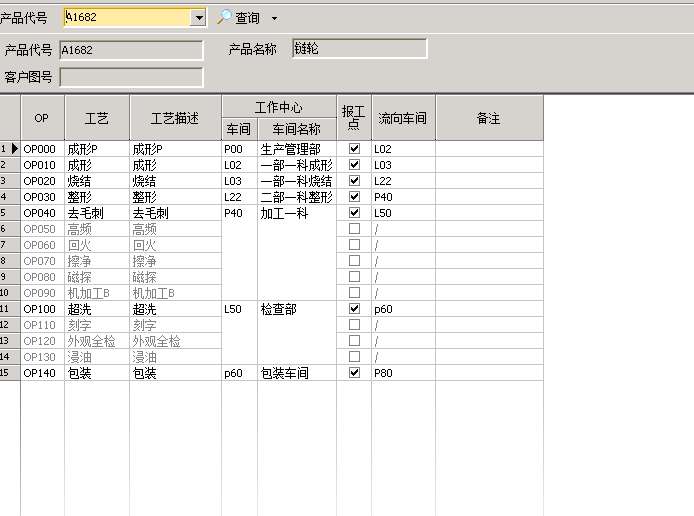 产品代号 A1682 查询
产品代号 A1682 产品名称 链轮
客户图号
OP 工艺 工艺描述 工作中心 车间 车间名称 报工点 流向车间 备注
1 OP000 成形P 成形P P00 生产管理部 L02
2 OP010 成形 成形 L02 一部一科成形 L03
3 OP020 烧结 烧结 L03 一部一科烧结 L22
4 OP030 整形 整形 L22 二部一科整形 P40
5 OP040 去毛刺 去毛刺 P40 加工一科 L50
6 OP050 高频 高频 /
7 OP060 回火 回火 /
8 OP070 擦净 擦净 /
9 OP080 磁探 磁探 /
10 OP090 机加工B 机加工B /
11 OP100 超洗 超洗 L50 检查部 p60
12 OP110 刻字 刻字 /
13 OP120 外观全检 外观全检 /
14 OP130 浸油 浸油 /
15 OP140 包装 包装 p60 包装车间 P80